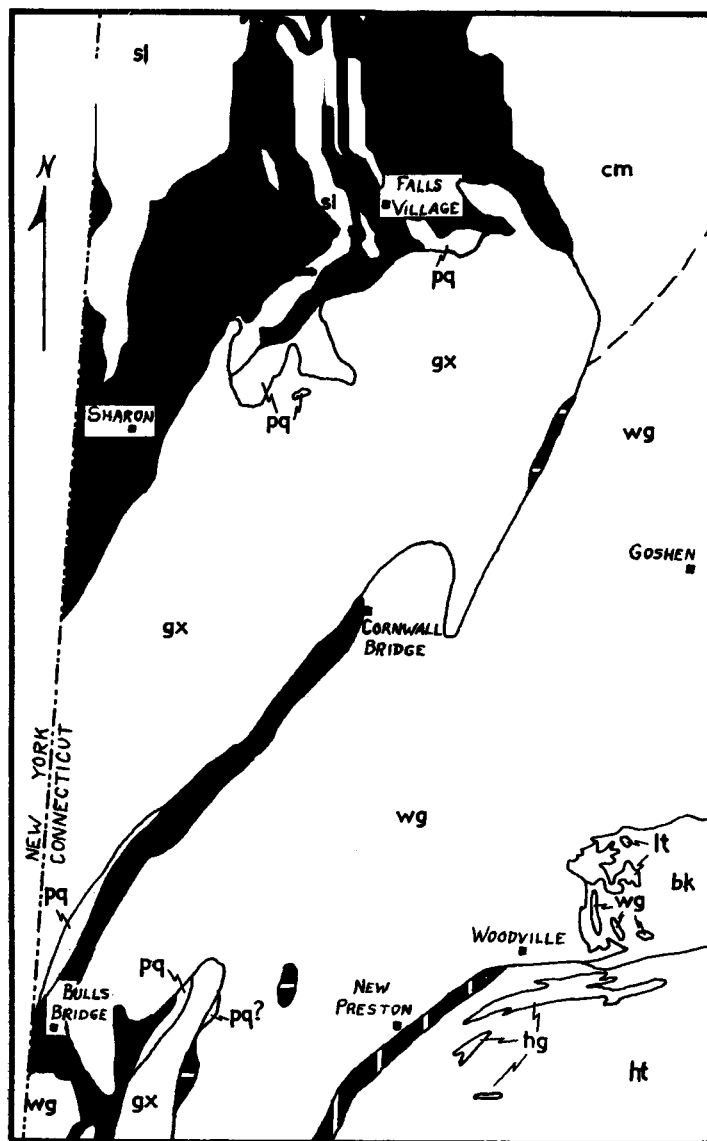 sl
N
cm
FALLS
VILLAGE
sl
pq
gx
pq
SHARON
wg
GOSHEN
gx
CORNWALL
BRIDGE
NEW YORK
CONNECTICUT
wg
lt
bk
pq
wg
WOODVILLE
pq
BULLS
BRIDGE
pq?
NEW
PRESTON
hg
ht
wg
gx